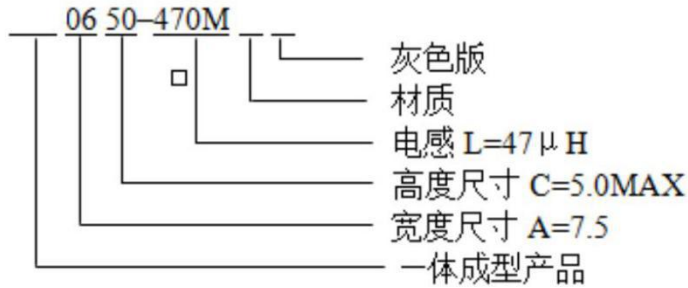 06 50–470M
灰色版
材质
电感 L=47μH
高度尺寸 C=5.0MAX
宽度尺寸 A=7.5
一体成型产品